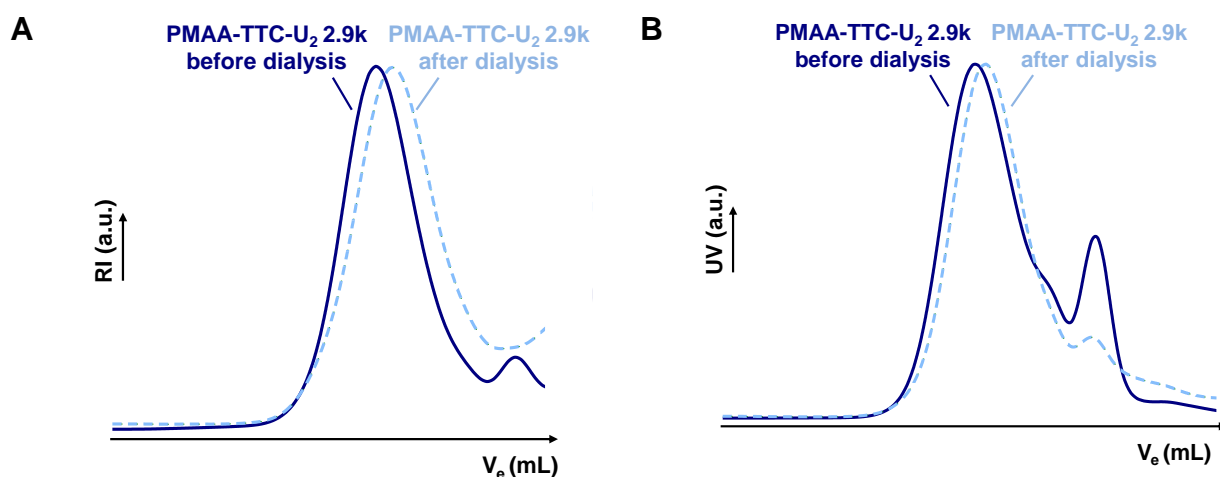 A
PMAA-TTC-U₂ 2.9k
before dialysis
PMAA-TTC-U₂ 2.9k
after dialysis
RI (a.u.)
Vₑ (mL)
B
PMAA-TTC-U₂ 2.9k
before dialysis
PMAA-TTC-U₂ 2.9k
after dialysis
UV (a.u.)
Vₑ (mL)